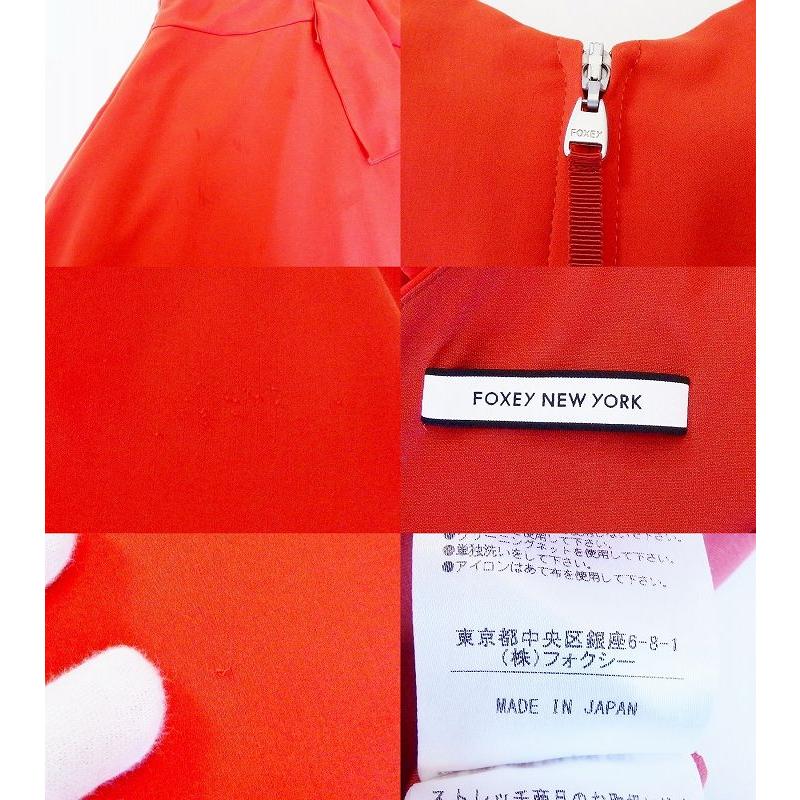 FOXEY
FOXEY NEW YORK
クリーニングネットを使用して下さい。
●単独洗いをして下さい。
●アイロンはあて布を使用して下さい。
東京都中央区銀座6-8-1
(株)フォクシー
MADE IN JAPAN